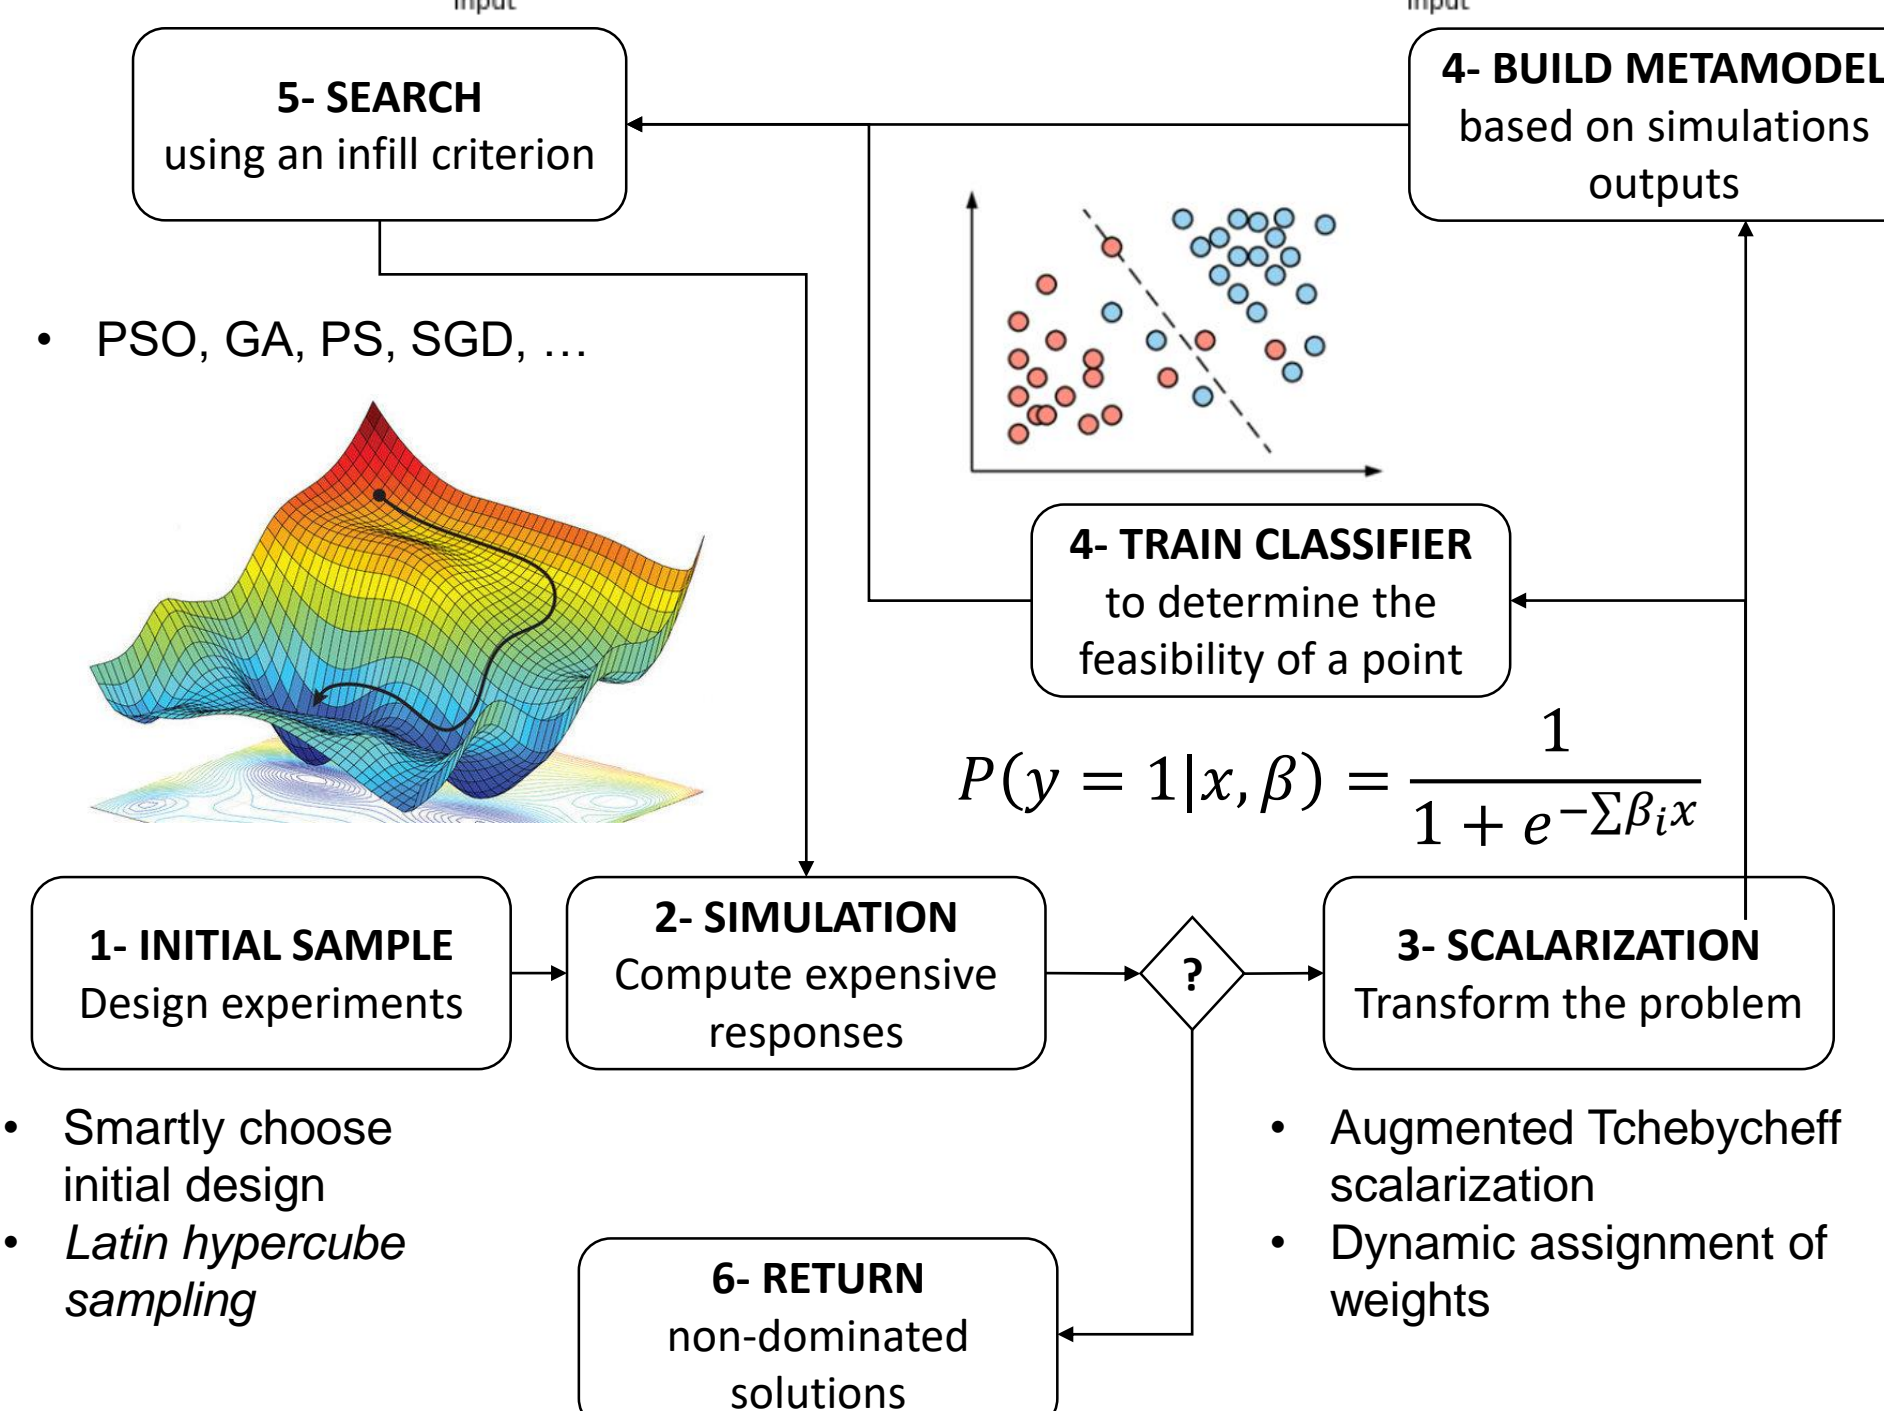 Input
Input
5- SEARCH
using an infill criterion
4- BUILD METAMODEL
based on simulations
outputs
• PSO, GA, PS, SGD, …
4- TRAIN CLASSIFIER
to determine the
feasibility of a point
P(y = 1|x, β) = 1 / (1 + e^{−∑β_i x})
1- INITIAL SAMPLE
Design experiments
2- SIMULATION
Compute expensive
responses
?
3- SCALARIZATION
Transform the problem
• Smartly choose
initial design
• Latin hypercube
sampling
• Augmented Tchebycheff
scalarization
• Dynamic assignment of
weights
6- RETURN
non-dominated
solutions